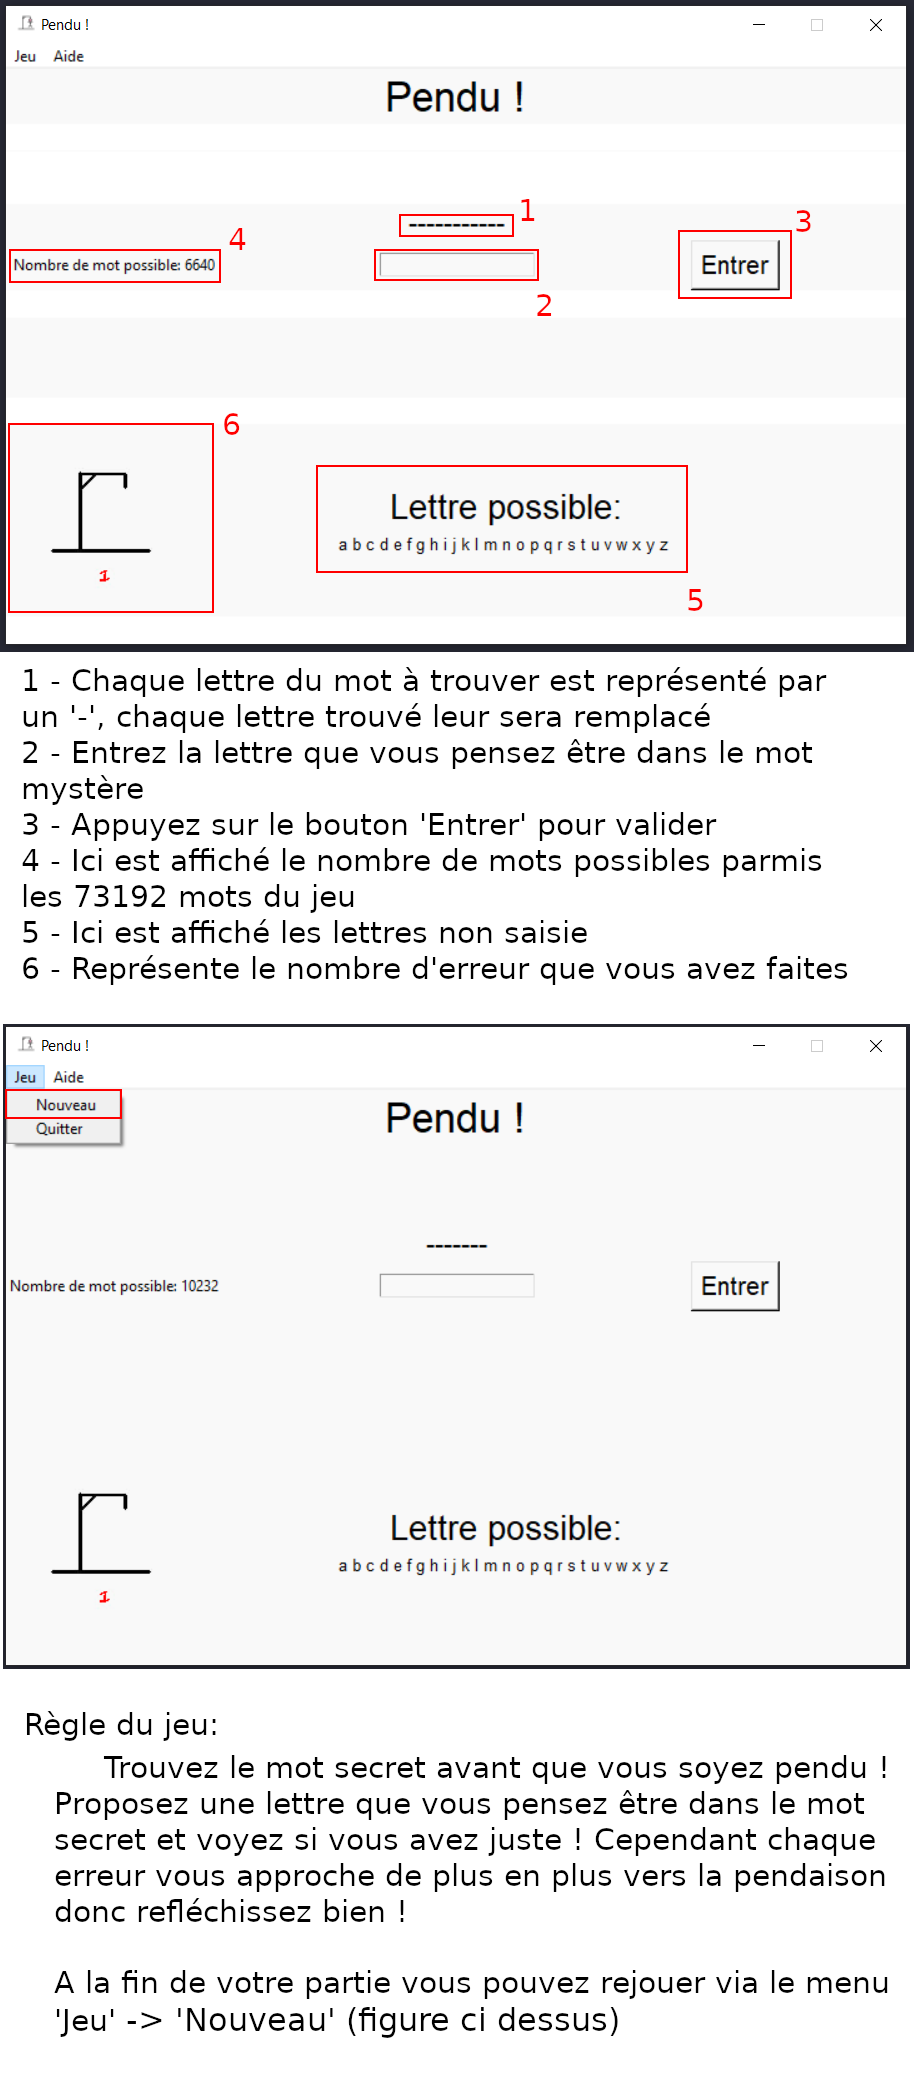 Pendu !
Jeu Aide
Pendu !
1
-----------
3
4
Nombre de mot possible: 6640
Entrer
2
6
Lettre possible:
a b c d e f g h i j k l m n o p q r s t u v w x y z
1
5
1 - Chaque lettre du mot à trouver est représenté par
un '-', chaque lettre trouvé leur sera remplacé
2 - Entrez la lettre que vous pensez être dans le mot
mystère
3 - Appuyez sur le bouton 'Entrer' pour valider
4 - Ici est affiché le nombre de mots possibles parmis
les 73192 mots du jeu
5 - Ici est affiché les lettres non saisie
6 - Représente le nombre d'erreur que vous avez faites
Pendu !
Jeu Aide
Nouveau
Quitter
Pendu !
-------
Nombre de mot possible: 10232
Entrer
Lettre possible:
a b c d e f g h i j k l m n o p q r s t u v w x y z
1
Règle du jeu:
Trouvez le mot secret avant que vous soyez pendu !
Proposez une lettre que vous pensez être dans le mot
secret et voyez si vous avez juste ! Cependant chaque
erreur vous approche de plus en plus vers la pendaison
donc refléchissez bien !
A la fin de votre partie vous pouvez rejouer via le menu
'Jeu' -> 'Nouveau' (figure ci dessus)